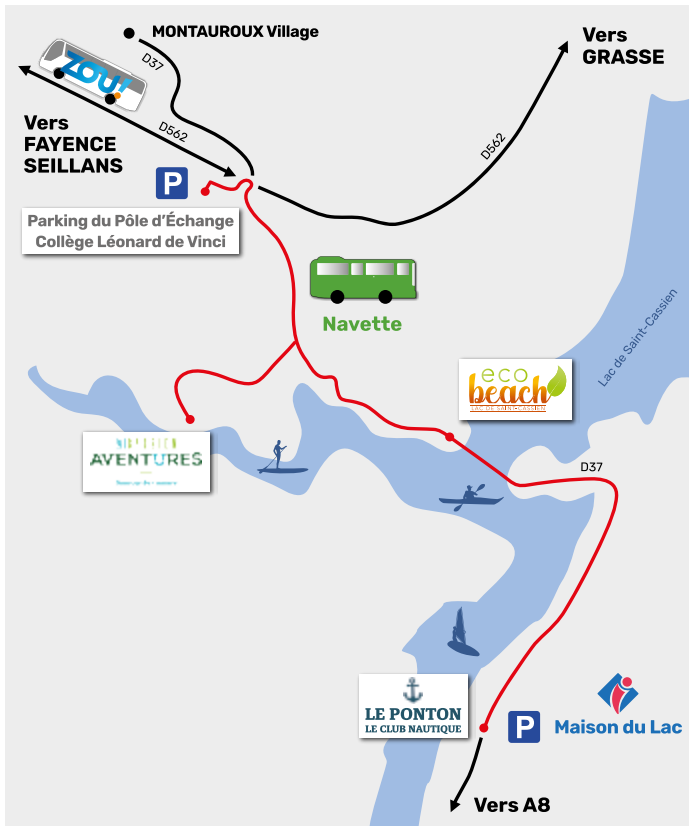 MONTAUROUX Village
Vers
GRASSE
D37
ZOU!
D562
Vers
FAYENCE
SEILLANS
D562
P
Parking du Pôle d'Échange
Collège Léonard de Vinci
Navette
Lac de Saint-Cassien
eco
beach
LAC DE SAINT-CASSIEN
AVENTURES
D37
LE PONTON
LE CLUB NAUTIQUE
P
Maison du Lac
Vers A8